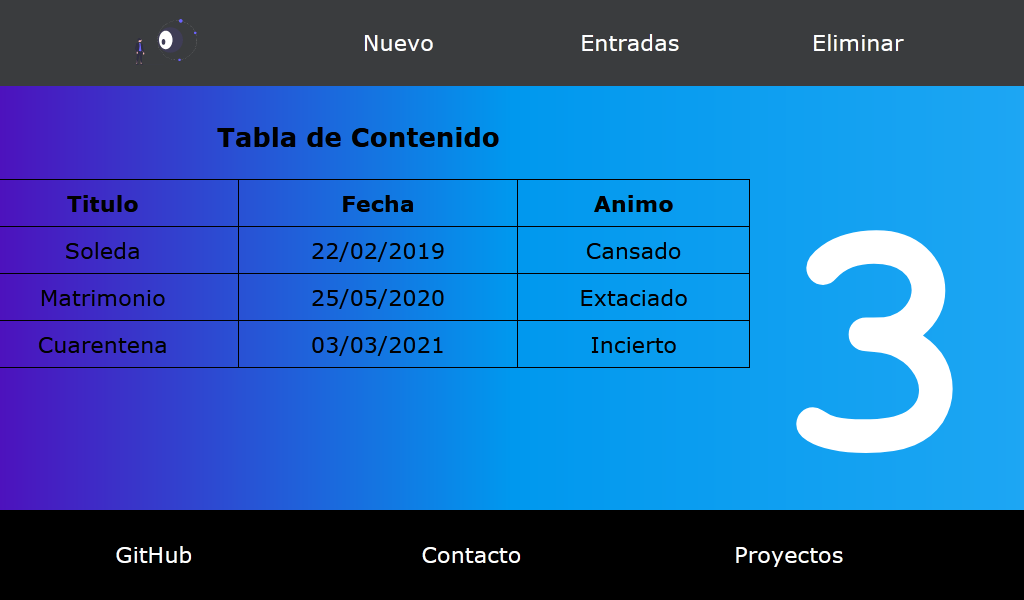 Nuevo Entradas Eliminar
Tabla de Contenido
Titulo Fecha Animo
Soleda 22/02/2019 Cansado
Matrimonio 25/05/2020 Extaciado
Cuarentena 03/03/2021 Incierto
3
GitHub Contacto Proyectos